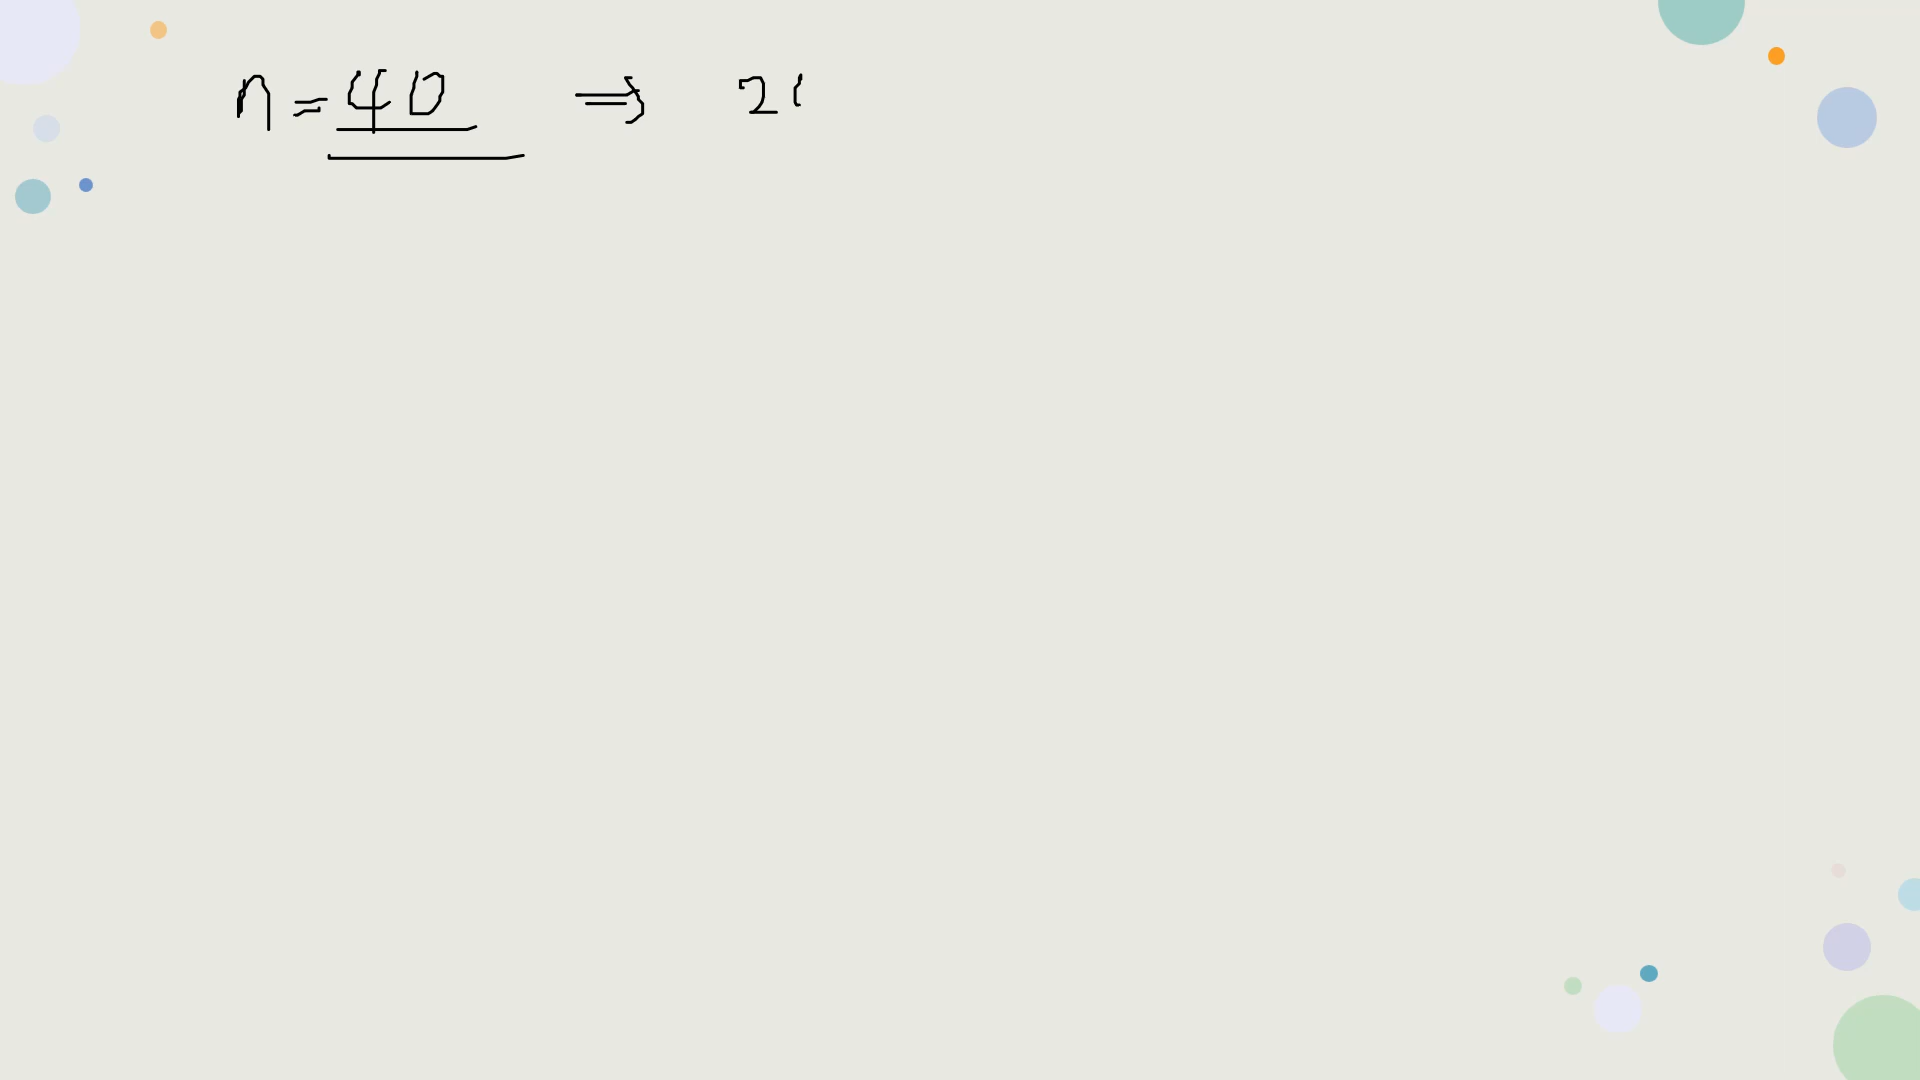 n = 40 ⇒ 2